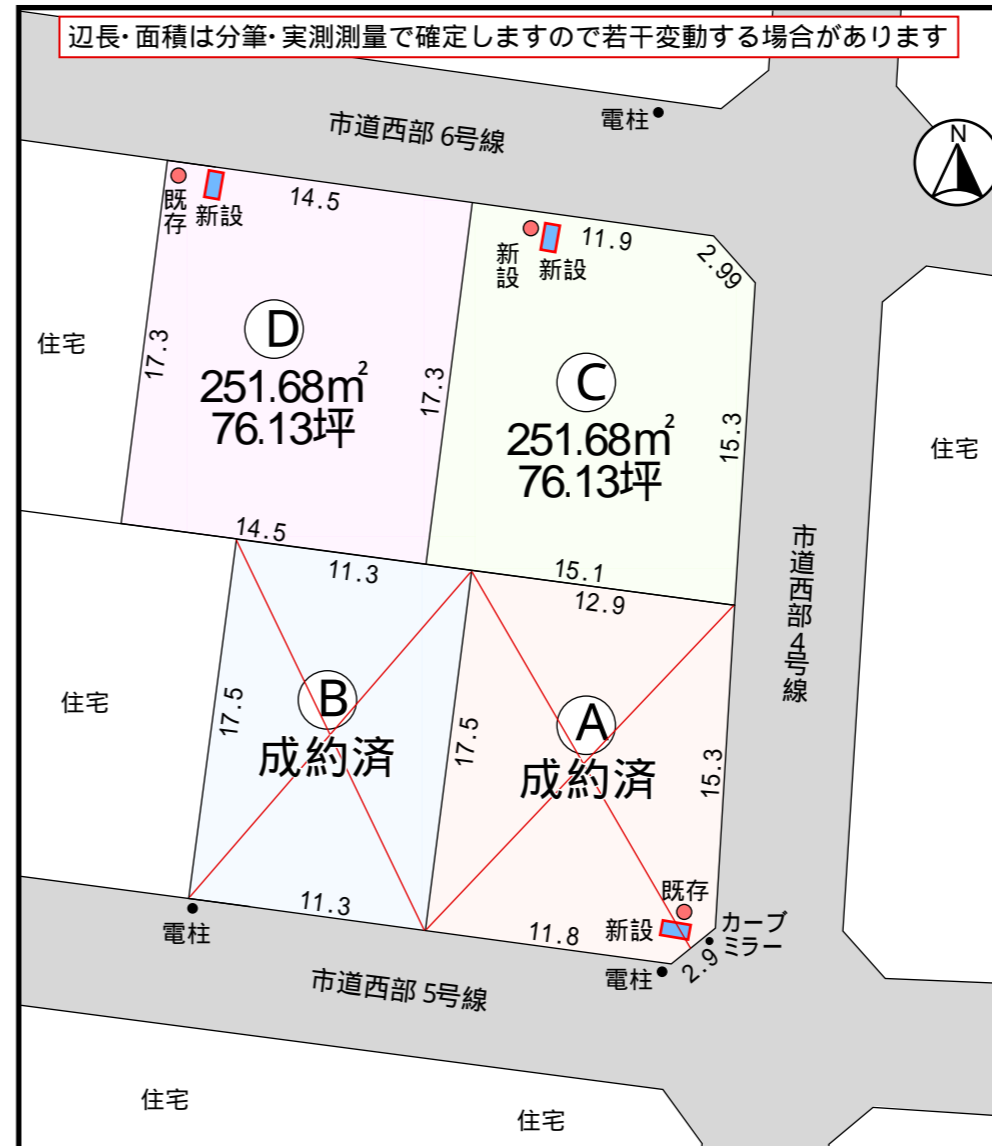 辺長・面積は分筆・実測測量で確定しますので若干変動する場合があります
電柱
市道西部 6号線
N
既存
新設
14.5
新設
新設
11.9
2.99
住宅
17.3
D
251.68m²
76.13坪
17.3
C
251.68m²
76.13坪
15.3
住宅
14.5
11.3
15.1
12.9
市道西部4号線
住宅
17.5
B
成約済
17.5
A
成約済
15.3
既存
新設
カーブ
ミラー
11.3
11.8
2.9
電柱
電柱
市道西部 5号線
住宅
住宅